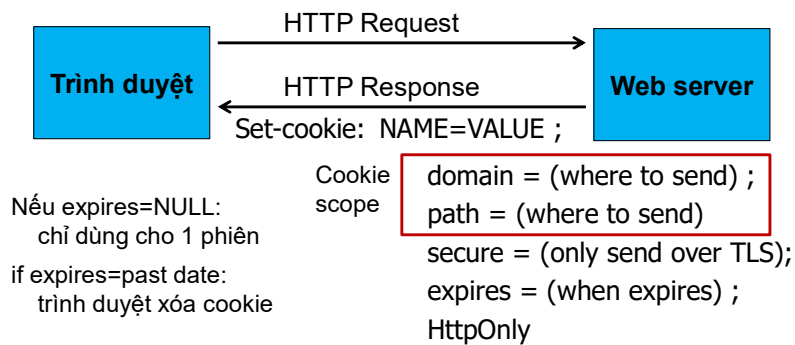 HTTP Request
Trình duyệt
Web server
HTTP Response
Set-cookie: NAME=VALUE ;
Cookie
scope
domain = (where to send) ;
path = (where to send)
secure = (only send over TLS);
expires = (when expires) ;
HttpOnly
Nếu expires=NULL:
chỉ dùng cho 1 phiên
if expires=past date:
trình duyệt xóa cookie